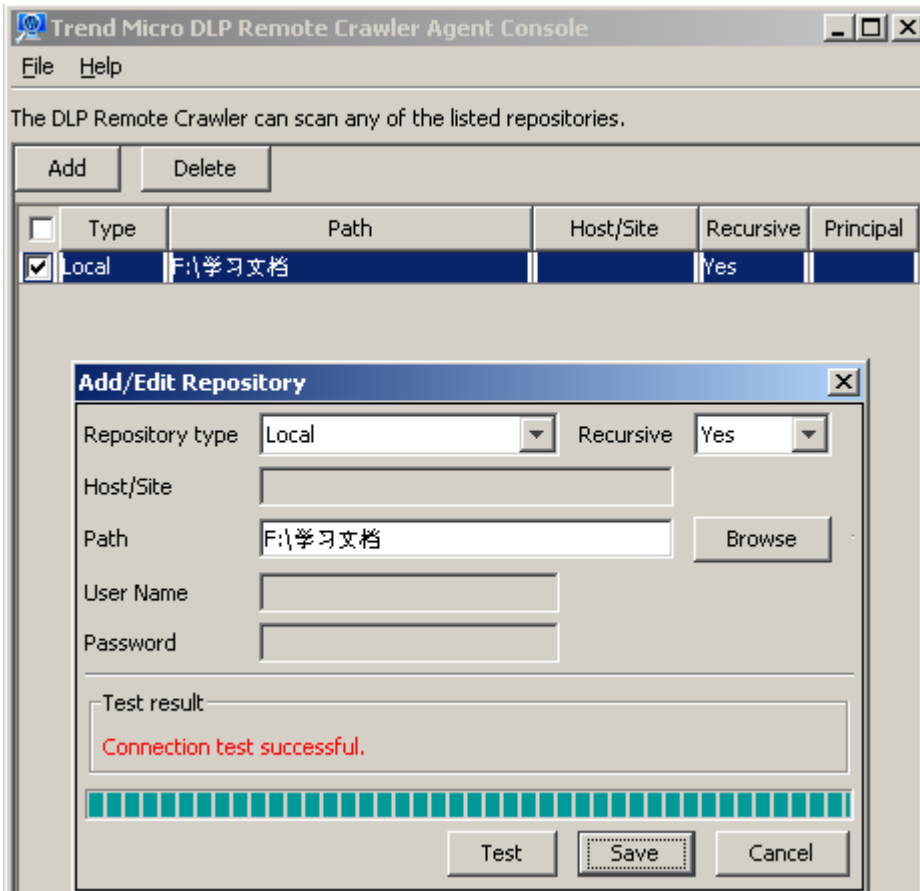 Trend Micro DLP Remote Crawler Agent Console
File Help
The DLP Remote Crawler can scan any of the listed repositories.
Add Delete
Type Path Host/Site Recursive Principal
Local F:\学习文档 Yes
Add/Edit Repository
Repository type Local Recursive Yes
Host/Site
Path F:\学习文档 Browse
User Name
Password
Test result
Connection test successful.
Test Save Cancel